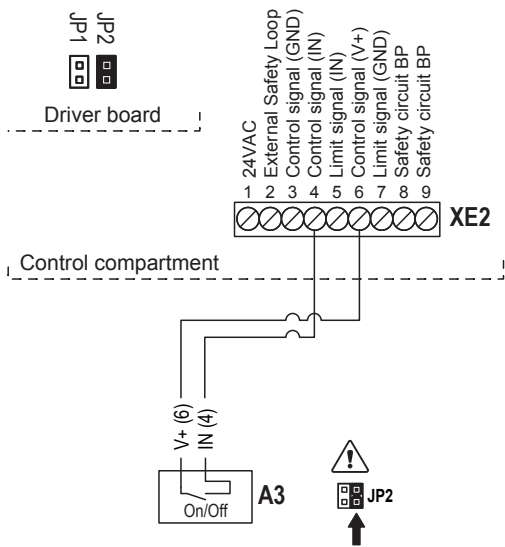 JP1
JP2
Driver board
24VAC
External Safety Loop
Control signal (GND)
Control signal (IN)
Limit signal (IN)
Control signal (V+)
Limit signal (GND)
Safety circuit BP
Safety circuit BP
1 2 3 4 5 6 7 8 9
XE2
Control compartment
V+ (6)
IN (4)
On/Off
A3
JP2